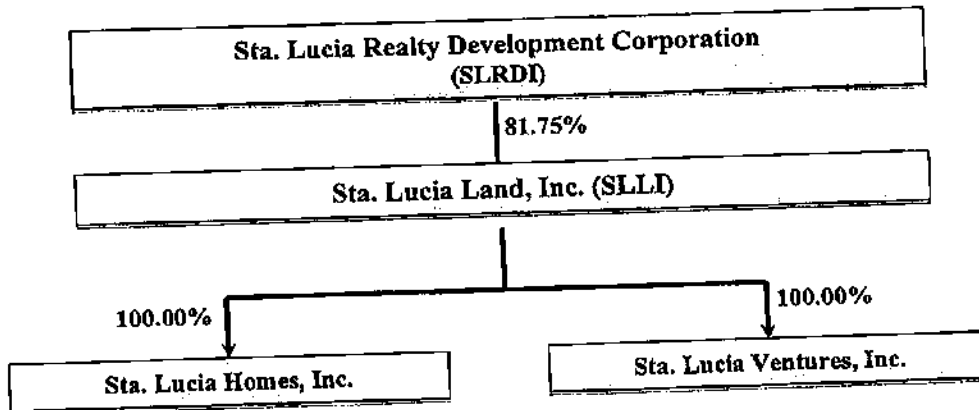 Sta. Lucia Realty Development Corporation
(SLRDI)
81.75%
Sta. Lucia Land, Inc. (SLLI)
100.00%
100.00%
Sta. Lucia Homes, Inc.
Sta. Lucia Ventures, Inc.